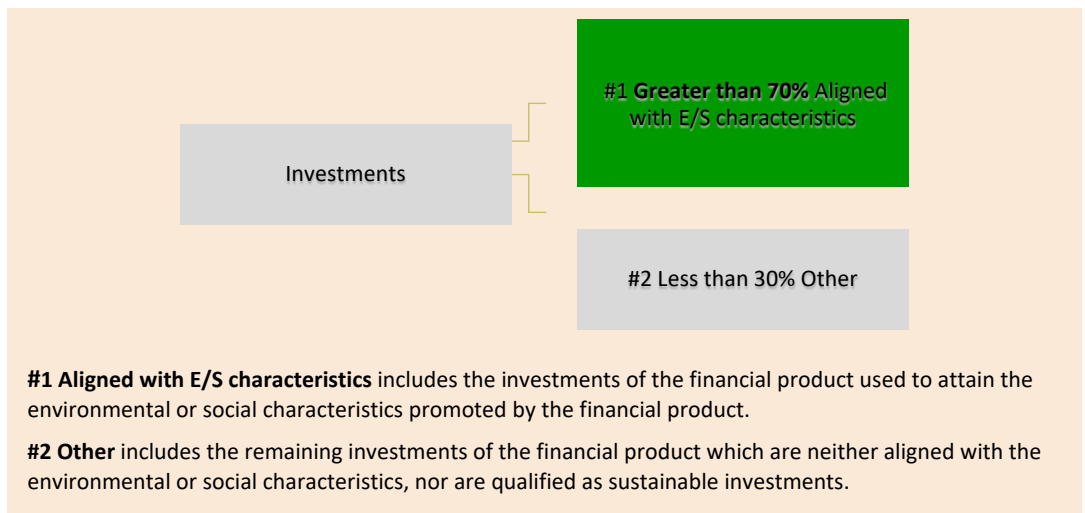 #1 Greater than 70% Aligned
with E/S characteristics
Investments
#2 Less than 30% Other
#1 Aligned with E/S characteristics includes the investments of the financial product used to attain the
environmental or social characteristics promoted by the financial product.
#2 Other includes the remaining investments of the financial product which are neither aligned with the
environmental or social characteristics, nor are qualified as sustainable investments.